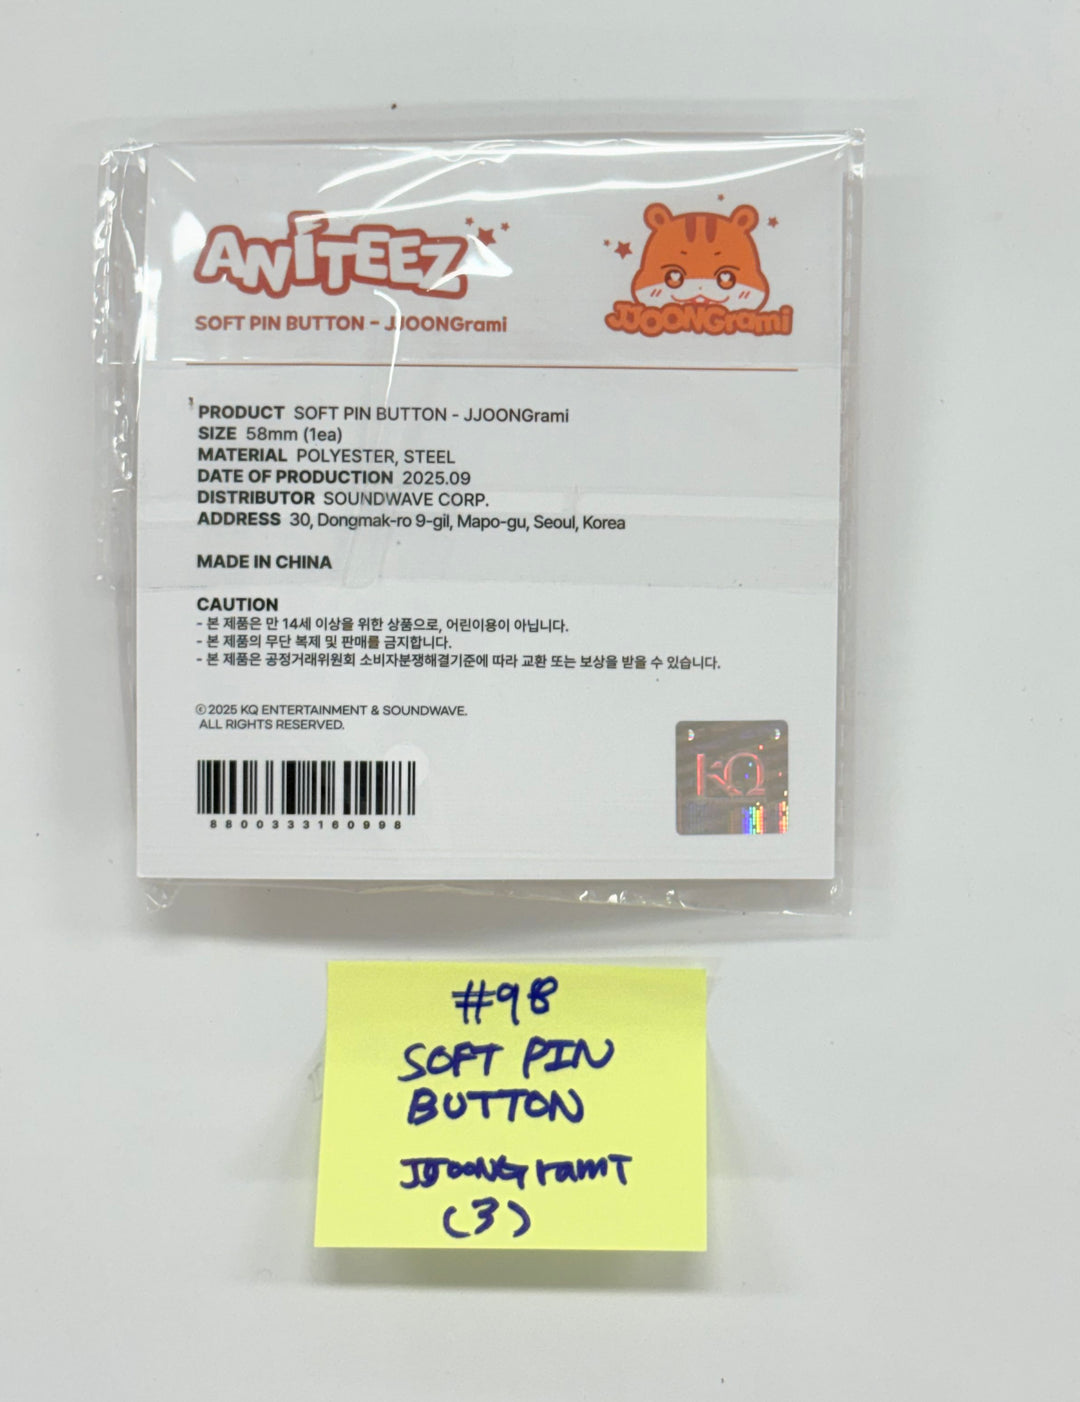 ANITEEZ
SOFT PIN BUTTON - JJOONGrami
JJOONGrami
PRODUCT SOFT PIN BUTTON - JJOONGrami
SIZE 58mm (1ea)
MATERIAL POLYESTER, STEEL
DATE OF PRODUCTION 2025.09
DISTRIBUTOR SOUNDWAVE CORP.
ADDRESS 30, Dongmak-ro 9-gil, Mapo-gu, Seoul, Korea
MADE IN CHINA
CAUTION
- 본 제품은 만 14세 이상을 위한 상품으로, 어린이용이 아닙니다.
- 본 제품의 무단 복제 및 판매를 금지합니다.
- 본 제품은 공정거래위원회 소비자분쟁해결기준에 따라 교환 또는 보상을 받을 수 있습니다.
©2025 KQ ENTERTAINMENT & SOUNDWAVE.
ALL RIGHTS RESERVED.
8800333160998
KQ
#98
SOFT PIN
BUTTON
JJOONGramI
(3)